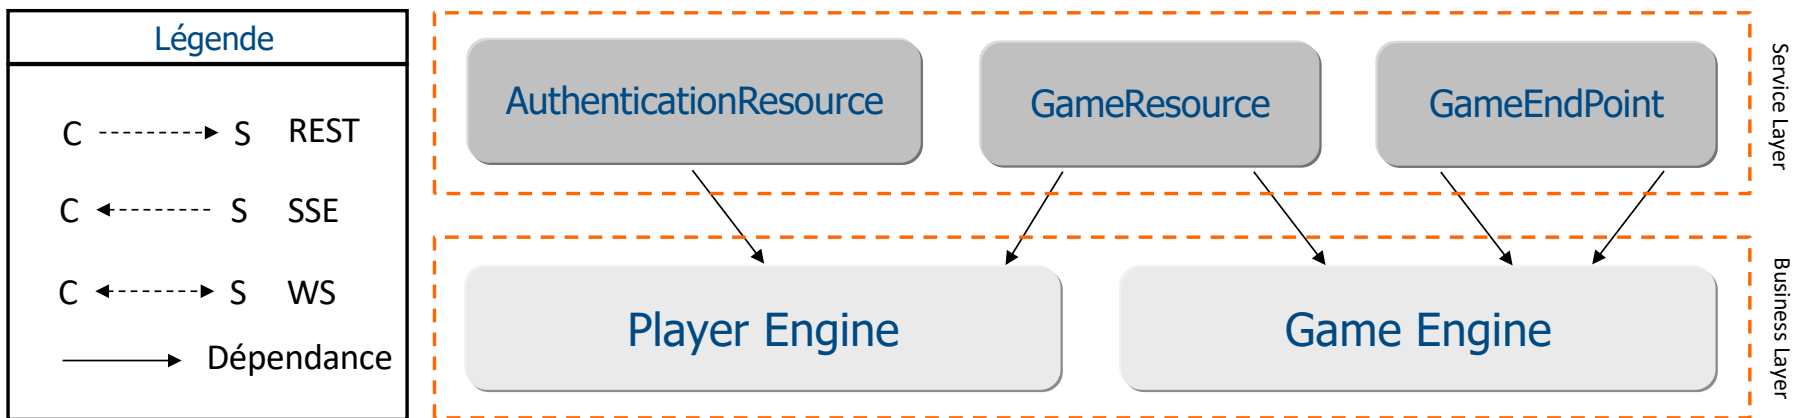 Légende
C S REST
C S SSE
C S WS
Dépendance
AuthenticationResource
GameResource
GameEndPoint
Service Layer
Player Engine
Game Engine
Business Layer